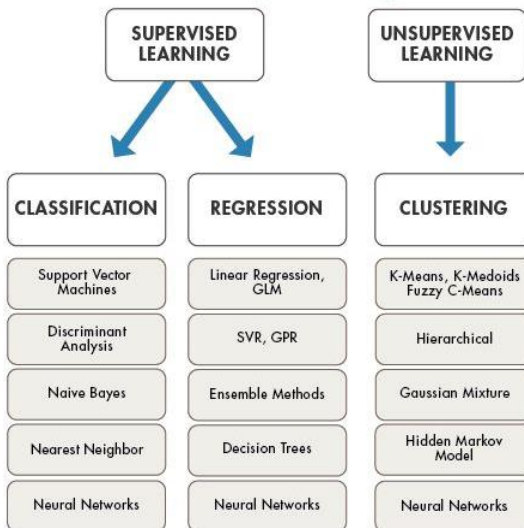 SUPERVISED
LEARNING
UNSUPERVISED
LEARNING
CLASSIFICATION
REGRESSION
CLUSTERING
Support Vector
Machines
Discriminant
Analysis
Naive Bayes
Nearest Neighbor
Neural Networks
Linear Regression,
GLM
SVR, GPR
Ensemble Methods
Decision Trees
Neural Networks
K-Means, K-Medoids
Fuzzy C-Means
Hierarchical
Gaussian Mixture
Hidden Markov
Model
Neural Networks